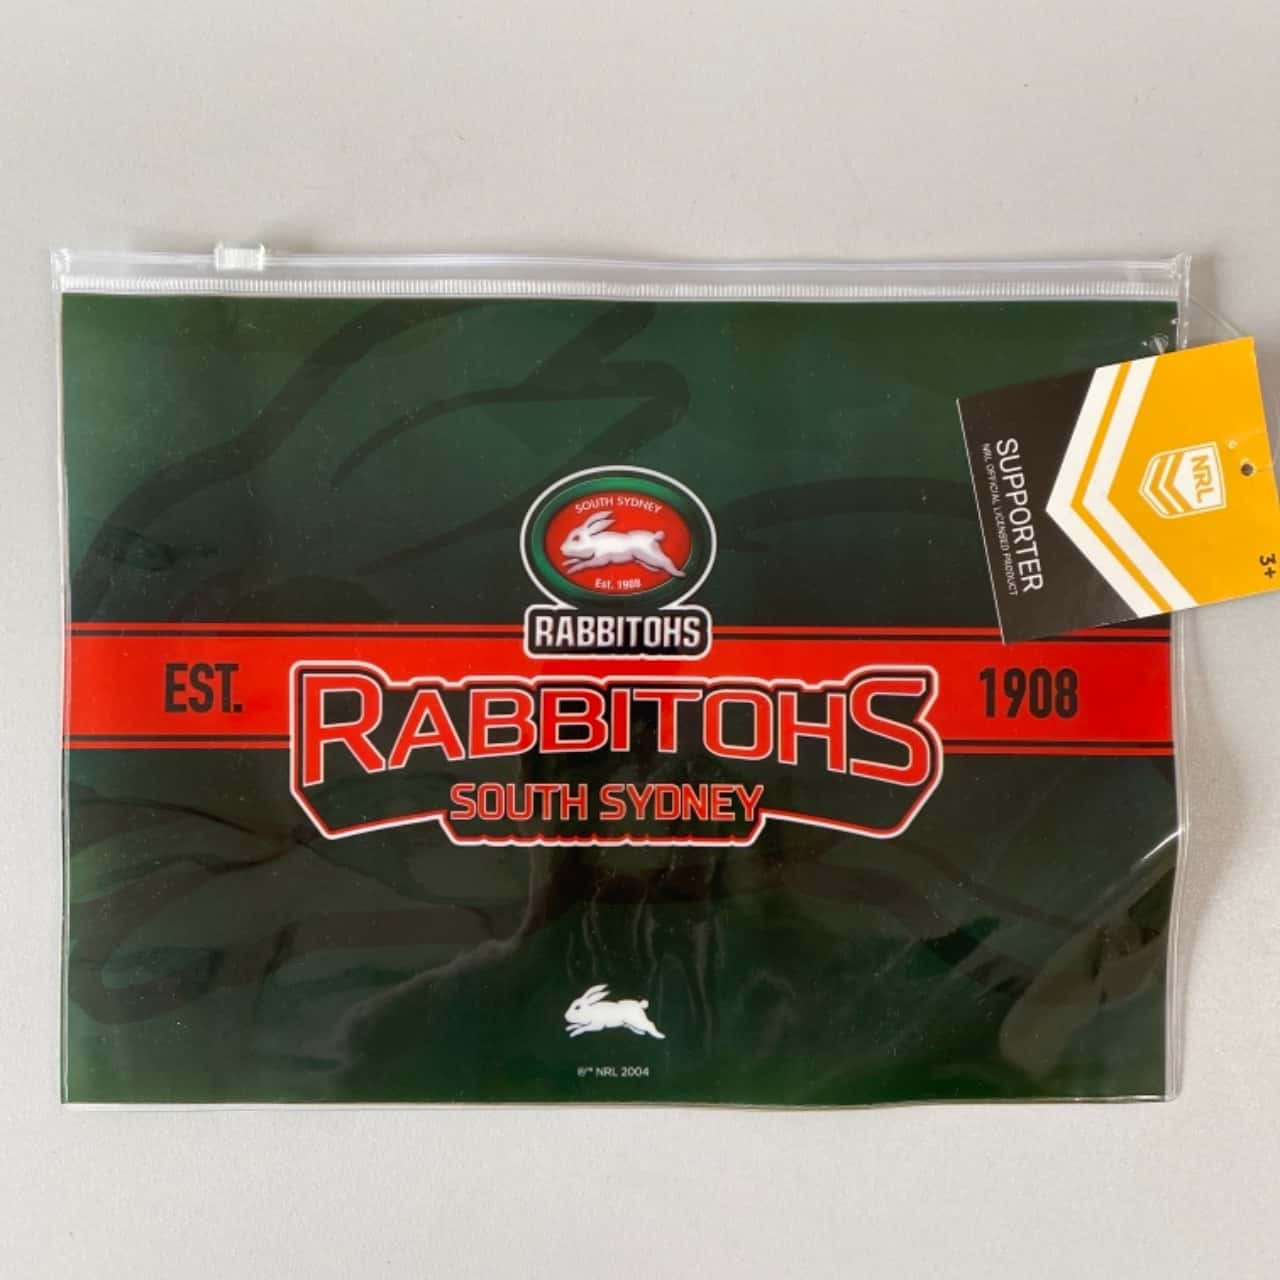 SOUTH SYDNEY
Est. 1908
RABBITOHS
EST. RABBITOHS 1908
SOUTH SYDNEY
®™ NRL 2004
NRL
SUPPORTER
NRL OFFICIAL LICENSED PRODUCT
3+